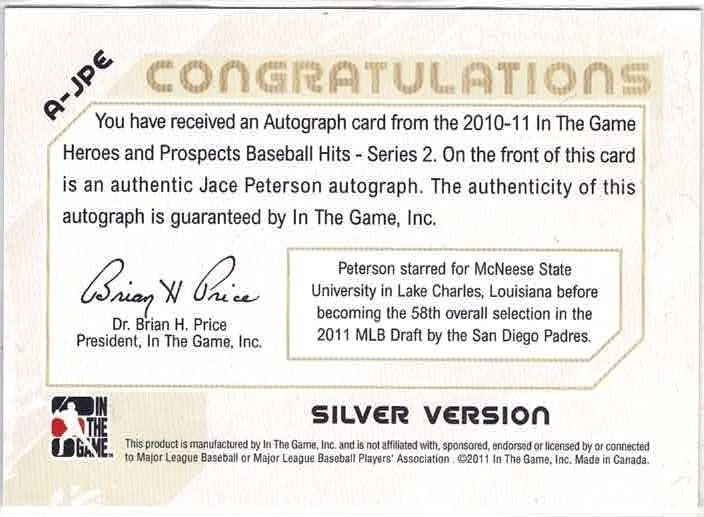 A-JPE
CONGRATULATIONS
You have received an Autograph card from the 2010-11 In The Game
Heroes and Prospects Baseball Hits - Series 2. On the front of this card
is an authentic Jace Peterson autograph. The authenticity of this
autograph is guaranteed by In The Game, Inc.
Brian H Price
Dr. Brian H. Price
President, In The Game, Inc.
Peterson starred for McNeese State
University in Lake Charles, Louisiana before
becoming the 58th overall selection in the
2011 MLB Draft by the San Diego Padres.
IN
THE
GAME.
SILVER VERSION
This product is manufactured by In The Game, Inc. and is not affiliated with, sponsored, endorsed or licensed by or connected
to Major League Baseball or Major League Baseball Players' Association . ©2011 In The Game, Inc. Made in Canada.